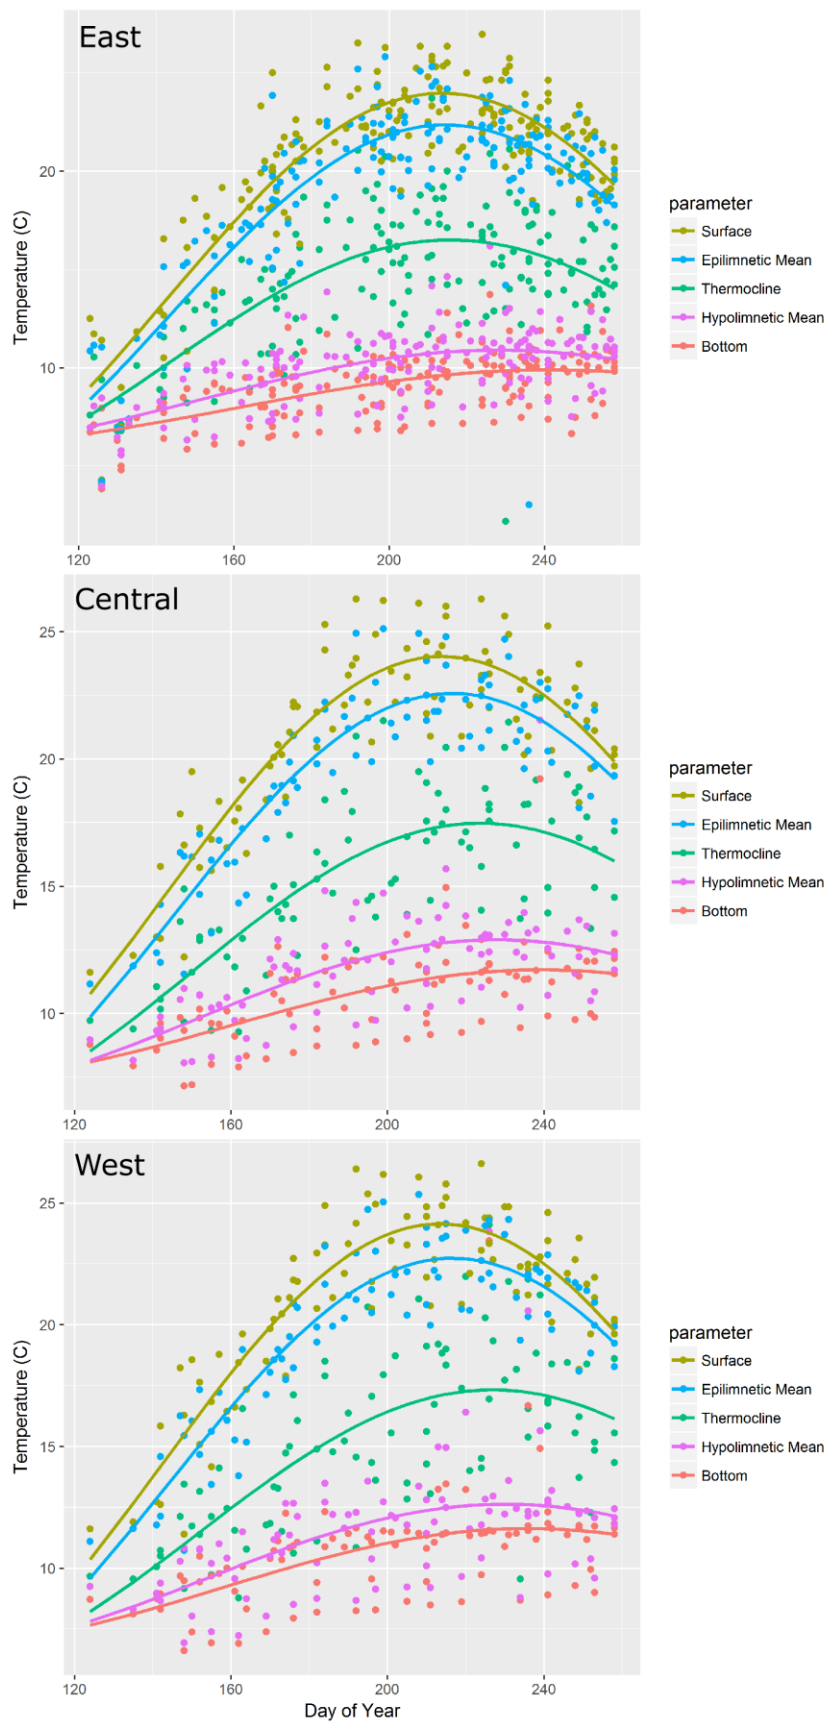 East
Temperature (C)
20
10
120
160
200
240
parameter
Surface
Epilimnetic Mean
Thermocline
Hypolimnetic Mean
Bottom
Central
Temperature (C)
25
20
15
10
120
160
200
240
parameter
Surface
Epilimnetic Mean
Thermocline
Hypolimnetic Mean
Bottom
West
Temperature (C)
25
20
15
10
120
160
200
240
Day of Year
parameter
Surface
Epilimnetic Mean
Thermocline
Hypolimnetic Mean
Bottom